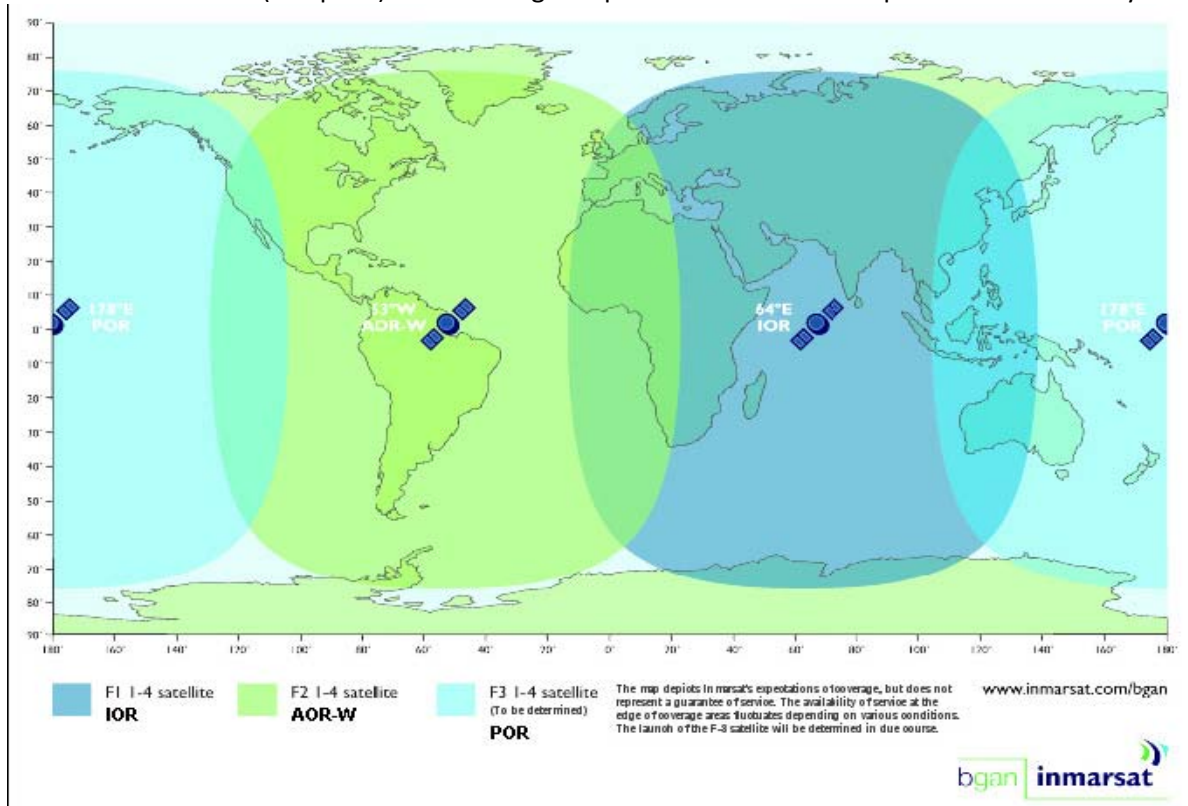 90°
80°
70°
60°
50°
40°
30°
20°
10°
0°
10°
20°
30°
40°
50°
60°
70°
80°
90°
178°E
POR
53°W
AOR-W
64°E
IOR
178°E
POR
180° 160° 140° 120° 100° 80° 60° 40° 20° 0° 20° 40° 60° 80° 100° 120° 140° 160° 180°
F1 I-4 satellite
IOR
F2 I-4 satellite
AOR-W
F3 I-4 satellite
(To be determined)
POR
The map depicts Inmarsat's expectations of coverage, but does not
represent a guarantee of service. The availability of service at the
edge of coverage areas fluctuates depending on various conditions.
The launch of the F-3 satellite will be determined in due course.
www.inmarsat.com/bgan
bgan inmarsat